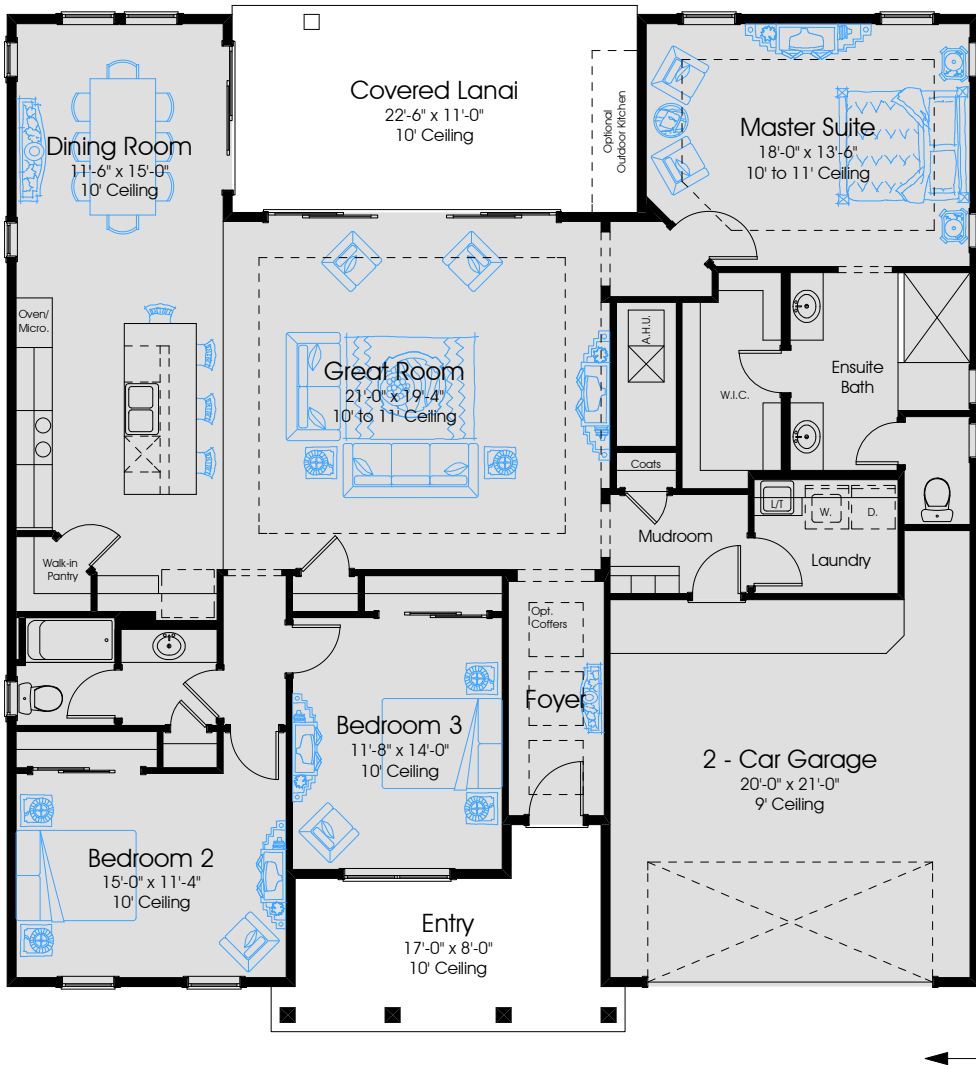 Covered Lanai
22'-6" x 11'-0"
10' Ceiling
Optional
Outdoor Kitchen
Dining Room
11'-6" x 15'-0"
10' Ceiling
Master Suite
18'-0" x 13'-6"
10' to 11' Ceiling
Oven/
Micro.
A.H.U.
Great Room
21'-0" x 19'-4"
10' to 11' Ceiling
Ensuite
Bath
W.I.C.
Coats
L/T
W.
D.
Mudroom
Laundry
Walk-in
Pantry
Opt.
Coffers
Foyer
Bedroom 3
11'-8" x 14'-0"
10' Ceiling
2 - Car Garage
20'-0" x 21'-0"
9' Ceiling
Bedroom 2
15'-0" x 11'-4"
10' Ceiling
Entry
17'-0" x 8'-0"
10' Ceiling